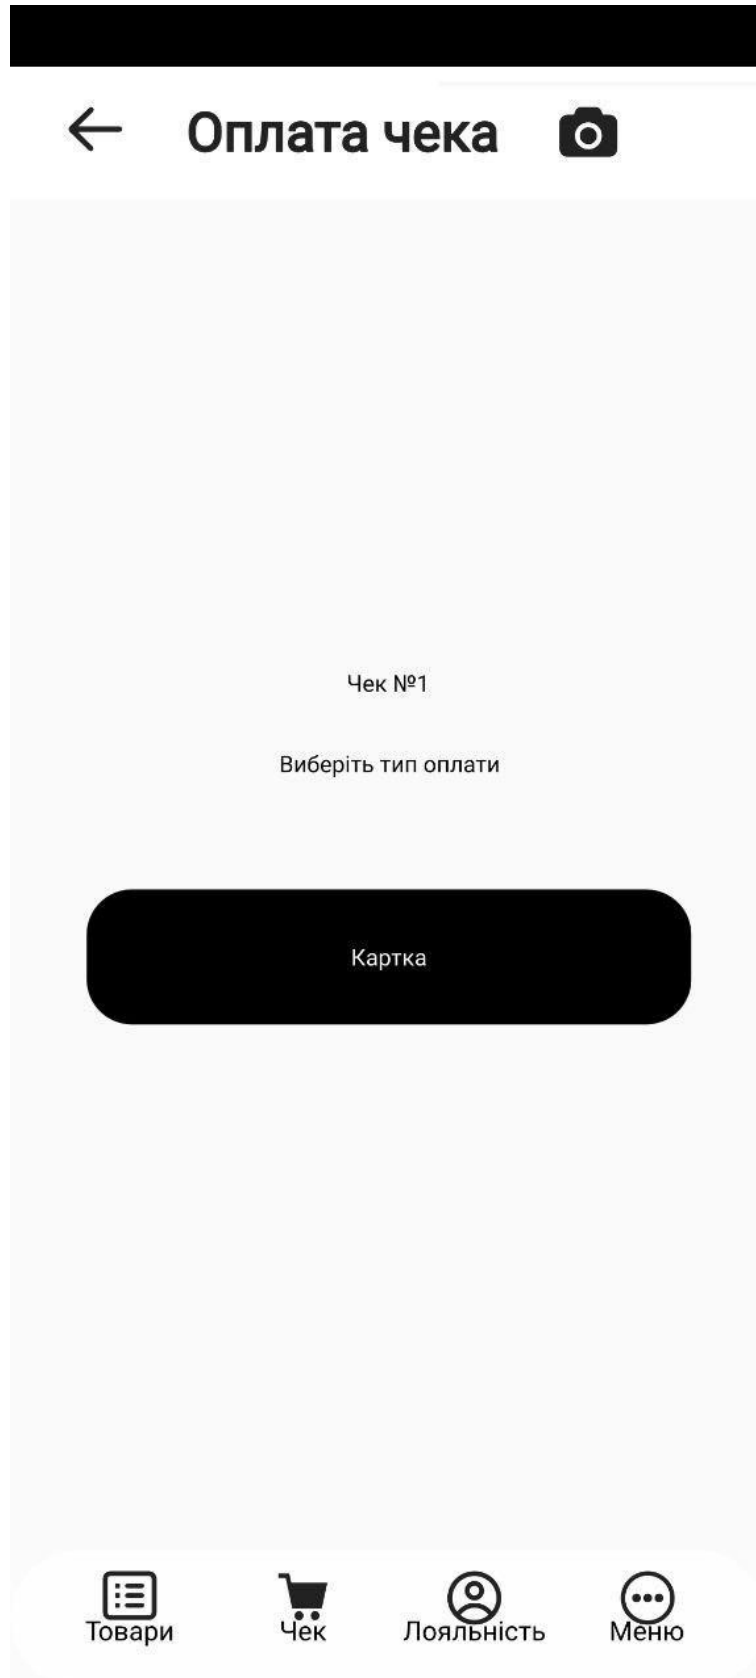 Оплата чека
Чек №1
Виберіть тип оплати
Картка
Товари Чек Лояльність Меню